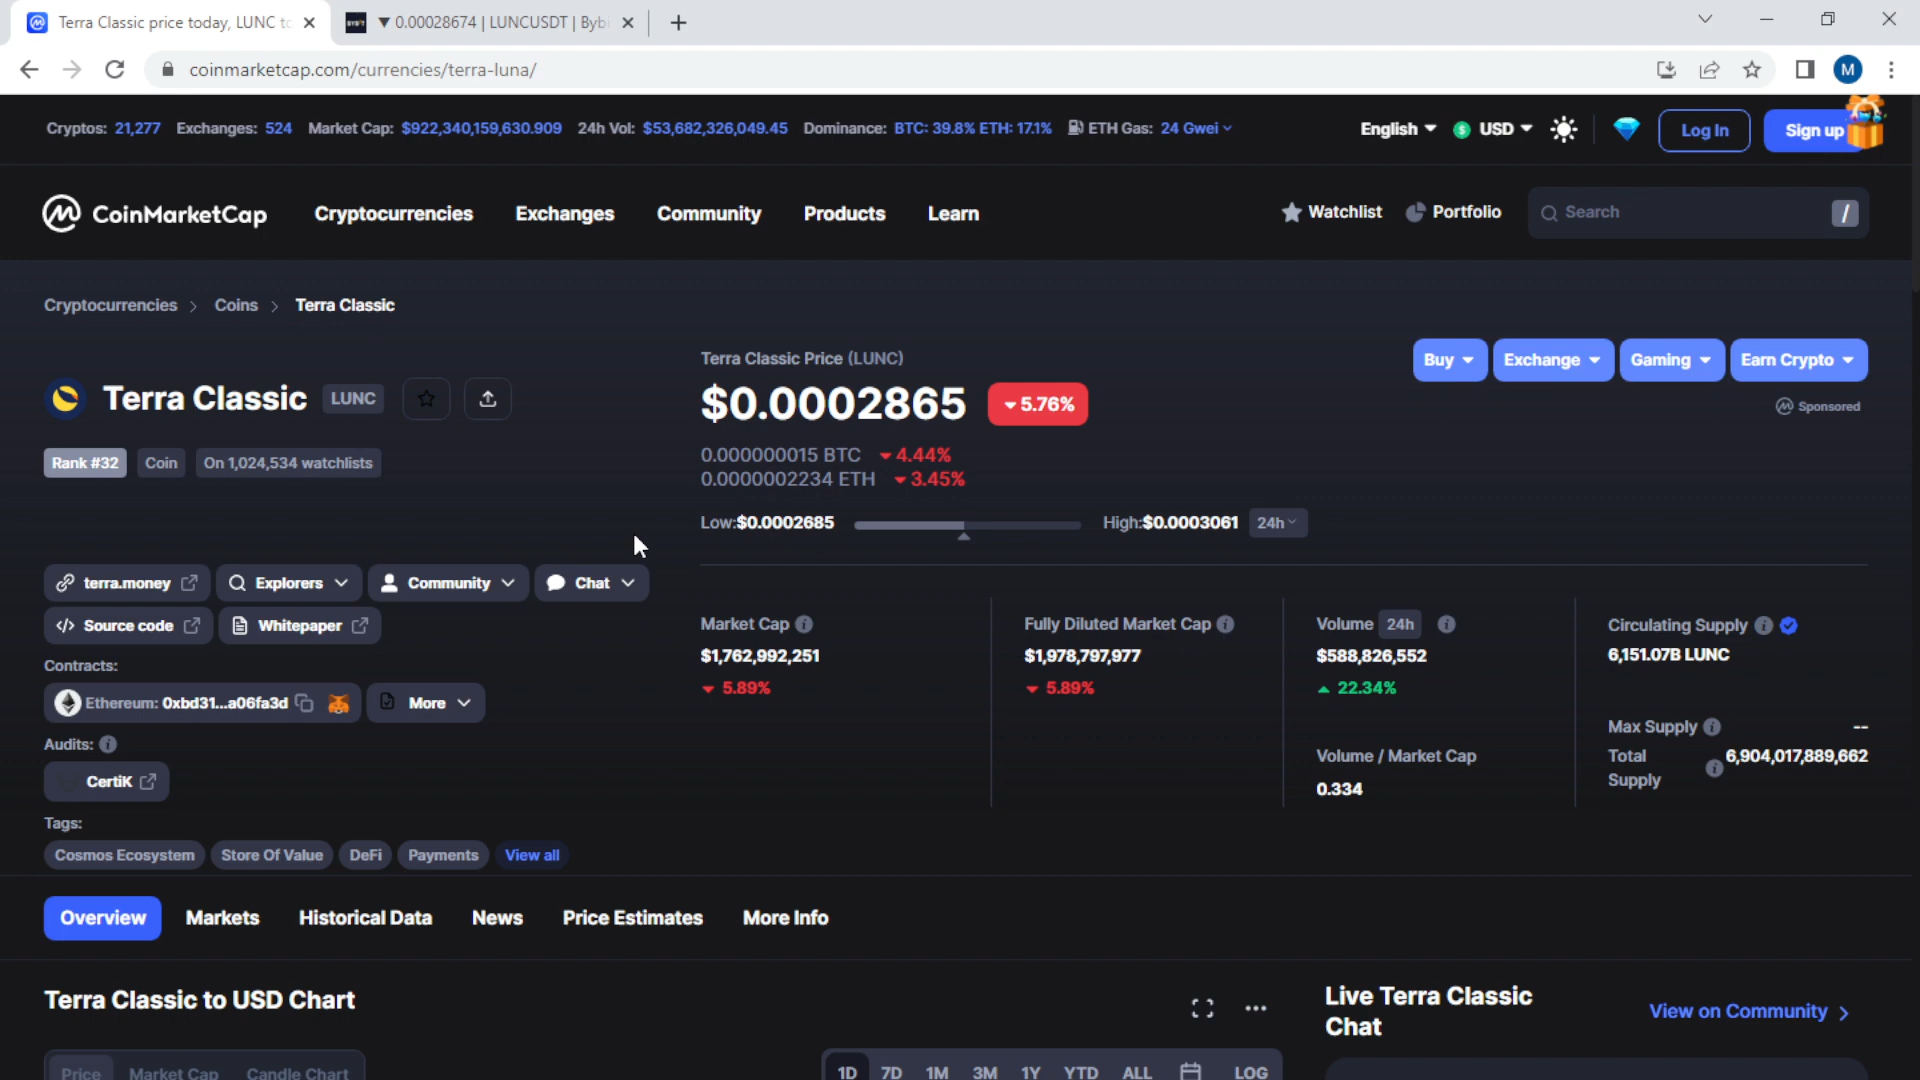 Terra Classic price today, LUNC to
▼ 0.00028674 | LUNCUSDT | Bybi
coinmarketcap.com/currencies/terra-luna/
M
Cryptos: 21,277 Exchanges: 524 Market Cap: $922,340,159,630.909 24h Vol: $53,682,326,049.45 Dominance: BTC: 39.8% ETH: 17.1% ETH Gas: 24 Gwei
English USD Log In Sign up
CoinMarketCap Cryptocurrencies Exchanges Community Products Learn
Watchlist Portfolio Search /
Cryptocurrencies > Coins > Terra Classic
Terra Classic LUNC
Rank #32 Coin On 1,024,534 watchlists
Terra Classic Price (LUNC)
$0.0002865 5.76%
0.000000015 BTC 4.44%
0.0000002234 ETH 3.45%
Low:$0.0002685 High:$0.0003061 24h
Buy Exchange Gaming Earn Crypto
Sponsored
terra.money Explorers Community Chat
Source code Whitepaper
Contracts:
Ethereum: 0xbd31...a06fa3d More
Audits:
CertiK
Tags:
Cosmos Ecosystem Store Of Value DeFi Payments View all
Market Cap
$1,762,992,251
5.89%
Fully Diluted Market Cap
$1,978,797,977
5.89%
Volume 24h
$588,826,552
22.34%
Volume / Market Cap
0.334
Circulating Supply
6,151.07B LUNC
Max Supply --
Total Supply 6,904,017,889,662
Overview Markets Historical Data News Price Estimates More Info
Terra Classic to USD Chart
Price Market Cap Candle Chart
1D 7D 1M 3M 1Y YTD ALL LOG
Live Terra Classic
Chat
View on Community >